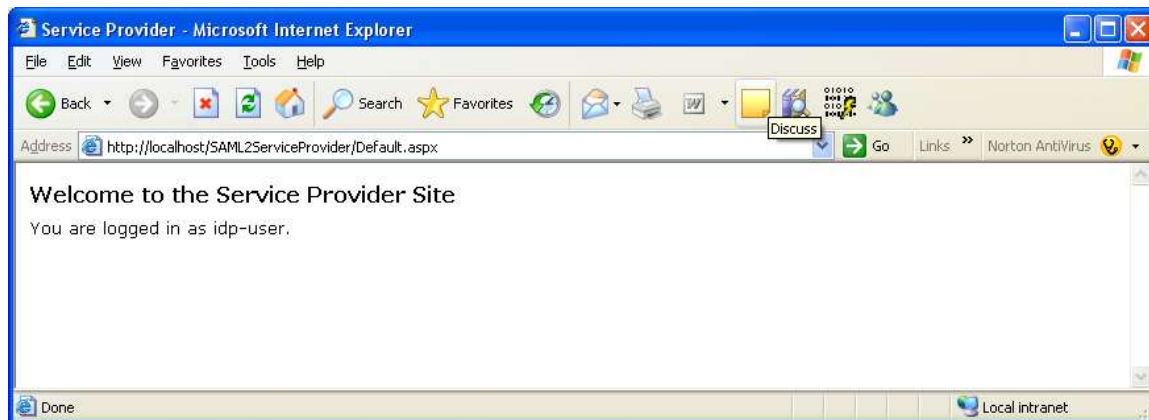 Service Provider - Microsoft Internet Explorer
File Edit View Favorites Tools Help
Back Search Favorites
Discuss
Address http://localhost/SAML2ServiceProvider/Default.aspx Go Links » Norton AntiVirus
Welcome to the Service Provider Site
You are logged in as idp-user.
Done Local intranet